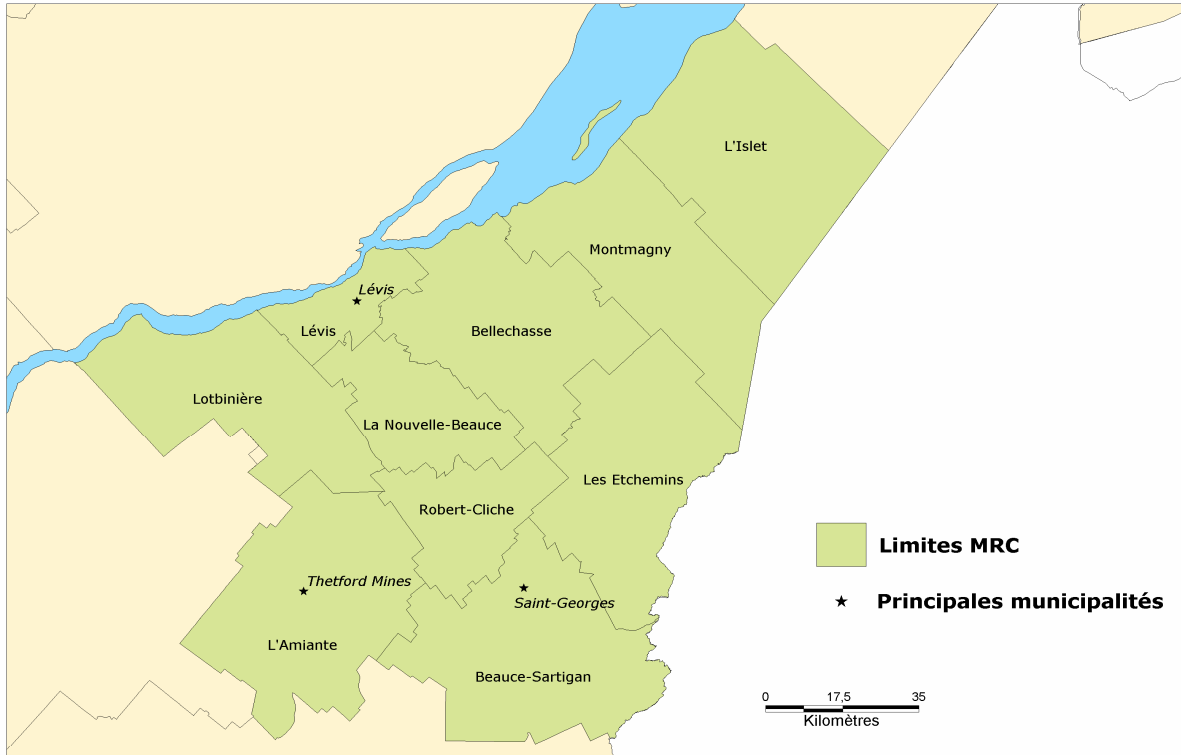 L'Islet
Montmagny
Lévis
Lévis
Bellechasse
Lotbinière
La Nouvelle-Beauce
Les Etchemins
Robert-Cliche
Limites MRC
Thetford Mines
Saint-Georges
Principales municipalités
L'Amiante
Beauce-Sartigan
0 17,5 35
Kilomètres